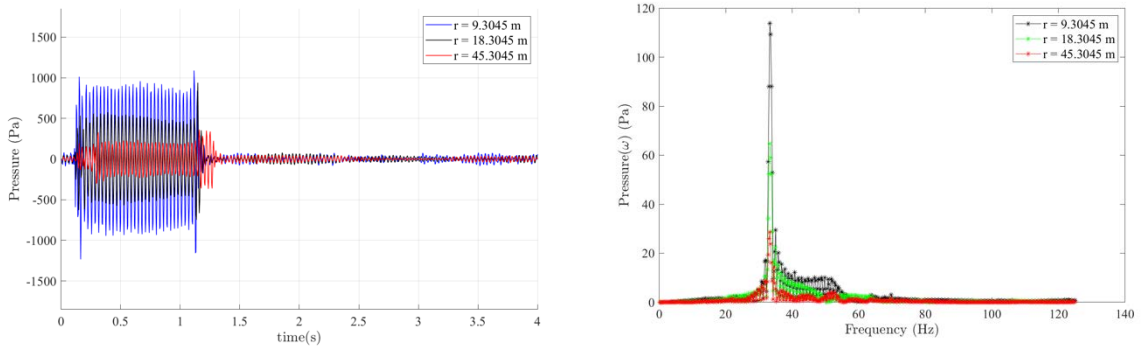 1500
1000
500
0
-500
-1000
-1500
Pressure (Pa)
0 0.5 1 1.5 2 2.5 3 3.5 4
time(s)
r = 9.3045 m
r = 18.3045 m
r = 45.3045 m
120
100
80
60
40
20
0
Pressure(ω) (Pa)
0 20 40 60 80 100 120 140
Frequency (Hz)
r = 9.3045 m
r = 18.3045 m
r = 45.3045 m